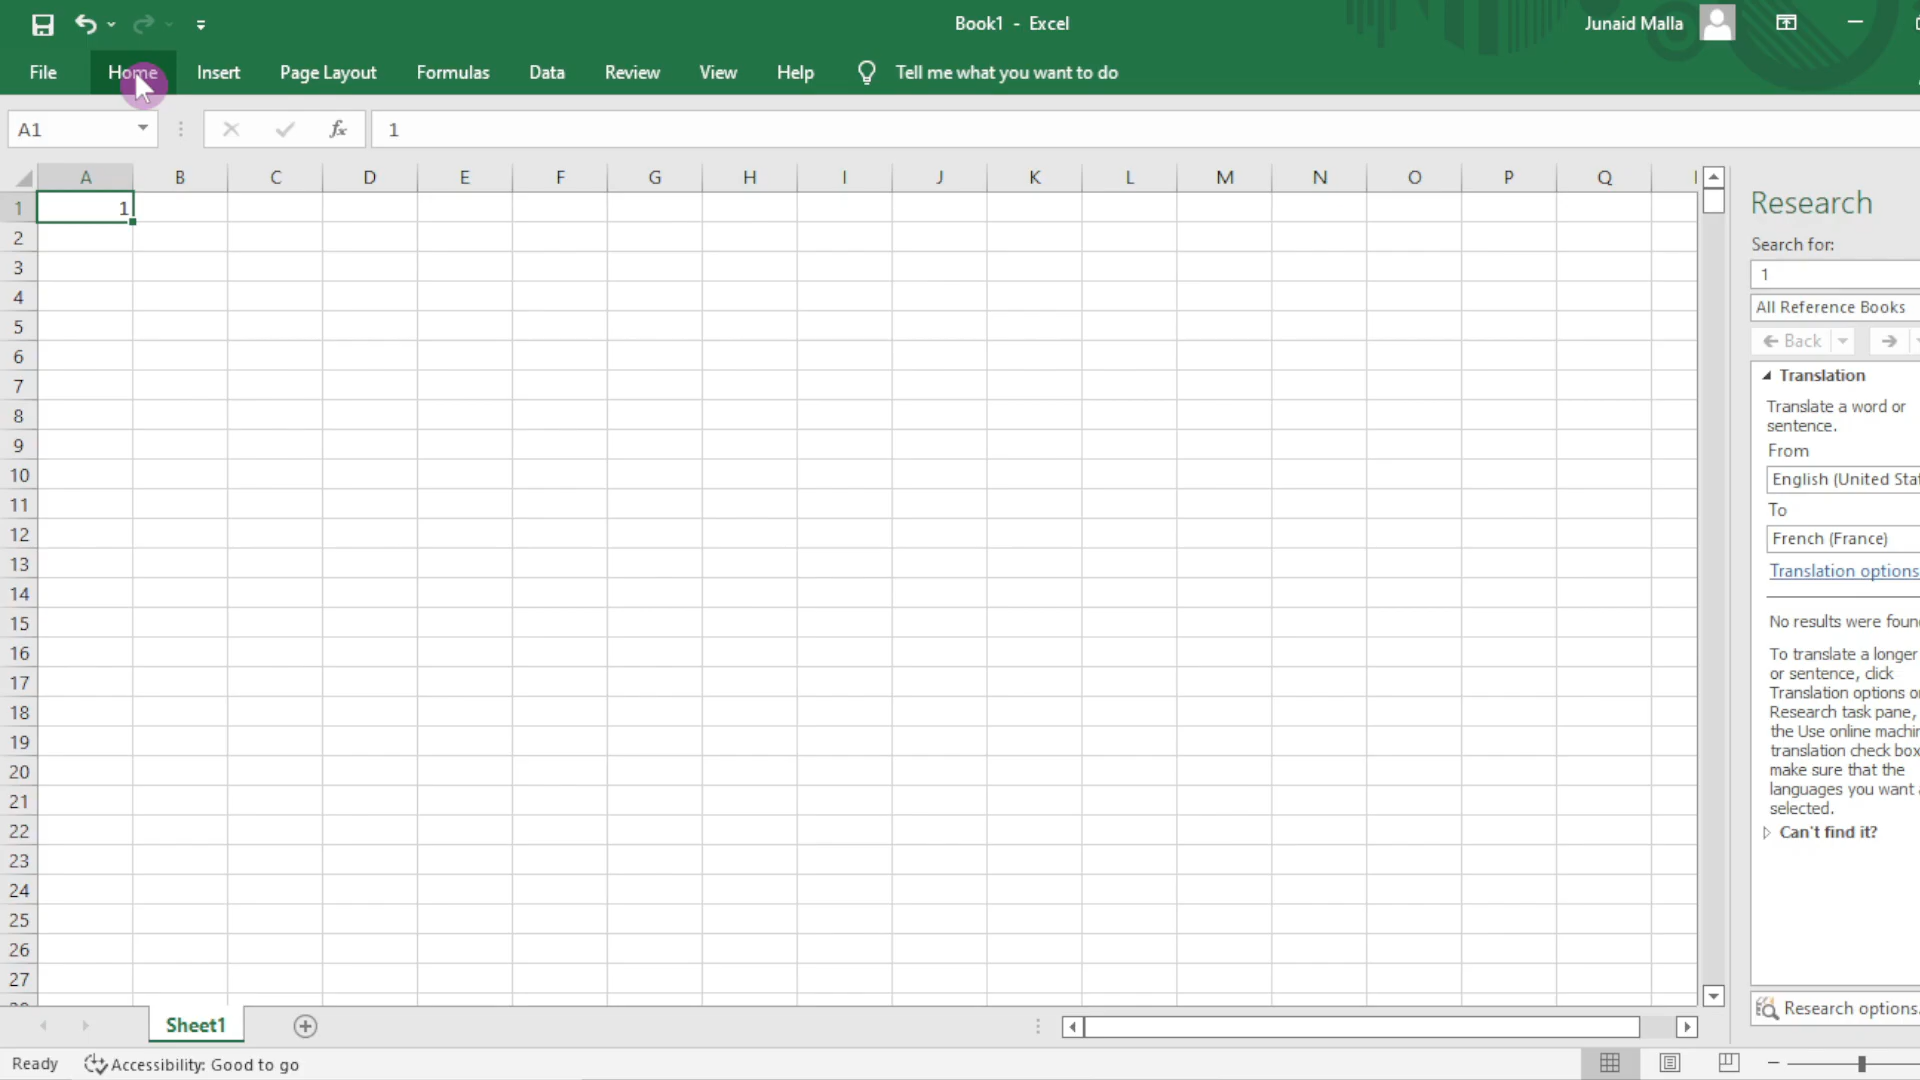 Book1 - Excel
Junaid Malla
File Home Insert Page Layout Formulas Data Review View Help Tell me what you want to do
A1 fx 1
A B C D E F G H I J K L M N O P Q
1 1
2
3
4
5
6
7
8
9
10
11
12
13
14
15
16
17
18
19
20
21
22
23
24
25
26
27
Research
Search for:
1
All Reference Books
Back
Translation
Translate a word or
sentence.
From
English (United Stat
To
French (France)
Translation options
No results were foun
To translate a longer
or sentence, click
Translation options o
Research task pane,
the Use online machin
translation check box
make sure that the
languages you want a
selected.
Can't find it?
Research options.
Sheet1
Ready Accessibility: Good to go